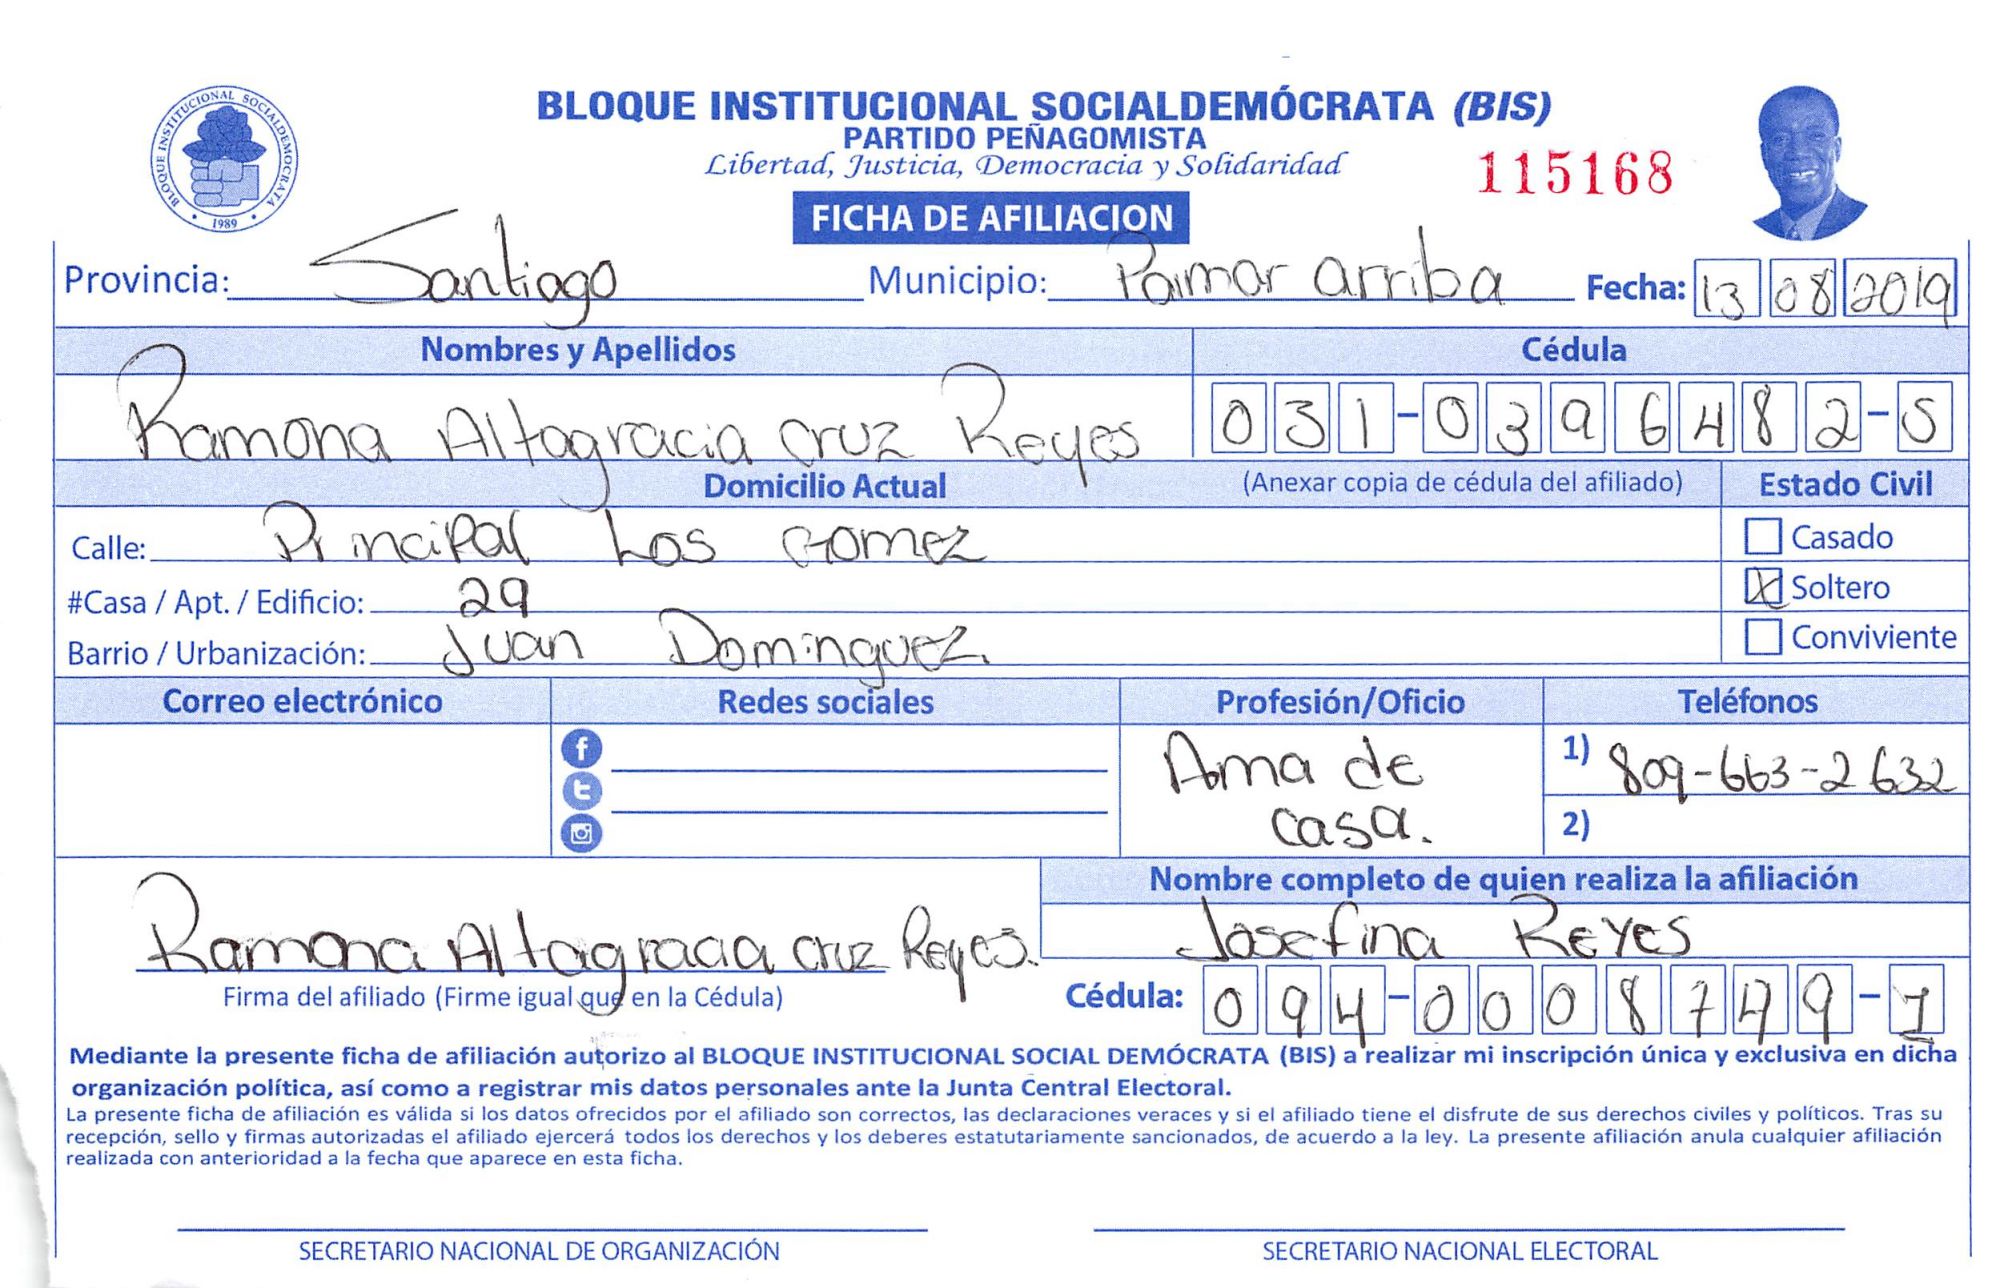 BLOQUE INSTITUCIONAL SOCIALDEMOCRATA
1989
BLOQUE INSTITUCIONAL SOCIALDEMÓCRATA (BIS)
PARTIDO PEÑAGOMISTA
Libertad, Justicia, Democracia y Solidaridad
115168
FICHA DE AFILIACION
Provincia: Santiago Municipio: Palmar arriba Fecha: 13 08 2019
Nombres y Apellidos Cédula
Ramona Altagracia Cruz Reyes 031-0396482-5
Domicilio Actual (Anexar copia de cédula del afiliado) Estado Civil
Calle: Principal Los Gomez Casado
#Casa / Apt. / Edificio: 29 X Soltero
Barrio / Urbanización: Juan Dominguez. Conviviente
Correo electrónico Redes sociales Profesión/Oficio Teléfonos
Ama de 1) 809-663-2632
casa. 2)
Nombre completo de quien realiza la afiliación
Ramona Altagracia Cruz Reyes. Josefina Reyes
Firma del afiliado (Firme igual que en la Cédula) Cédula: 094-0008749-1
Mediante la presente ficha de afiliación autorizo al BLOQUE INSTITUCIONAL SOCIAL DEMÓCRATA (BIS) a realizar mi inscripción única y exclusiva en dicha
organización política, así como a registrar mis datos personales ante la Junta Central Electoral.
La presente ficha de afiliación es válida si los datos ofrecidos por el afiliado son correctos, las declaraciones veraces y si el afiliado tiene el disfrute de sus derechos civiles y políticos. Tras su
recepción, sello y firmas autorizadas el afiliado ejercerá todos los derechos y los deberes estatutariamente sancionados, de acuerdo a la ley. La presente afiliación anula cualquier afiliación
realizada con anterioridad a la fecha que aparece en esta ficha.
SECRETARIO NACIONAL DE ORGANIZACIÓN SECRETARIO NACIONAL ELECTORAL